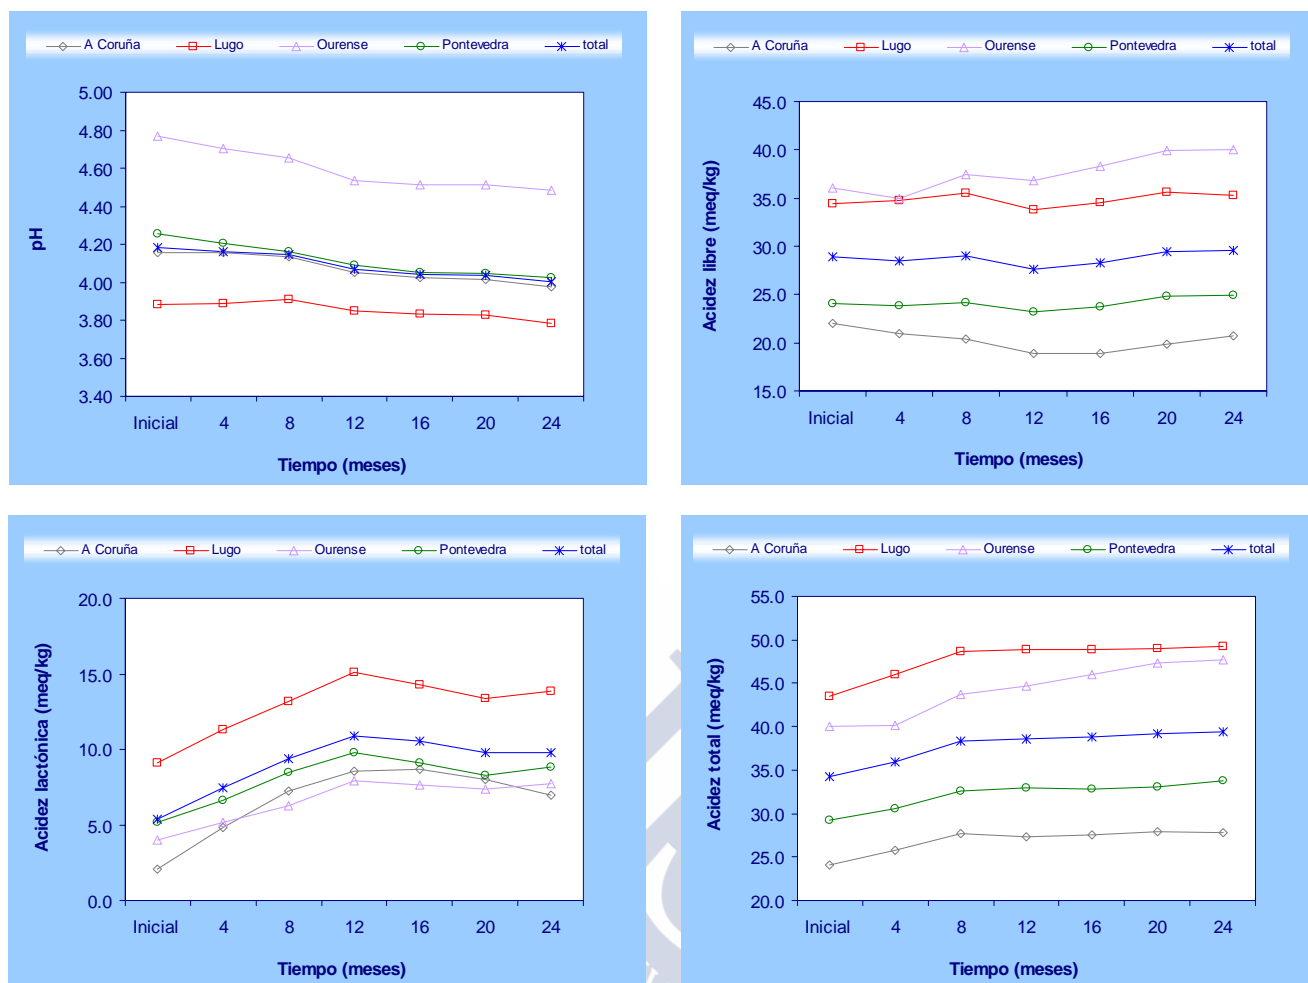 A Coruña Lugo Ourense Pontevedra total
5.00
4.80
4.60
4.40
4.20
4.00
3.80
3.60
3.40
pH
Inicial 4 8 12 16 20 24
Tiempo (meses)
A Coruña Lugo Ourense Pontevedra total
45.0
40.0
35.0
30.0
25.0
20.0
15.0
Acidez libre (meq/kg)
Inicial 4 8 12 16 20 24
Tiempo (meses)
A Coruña Lugo Ourense Pontevedra total
20.0
15.0
10.0
5.0
0.0
Acidez lactónica (meq/kg)
Inicial 4 8 12 16 20 24
Tiempo (meses)
A Coruña Lugo Ourense Pontevedra total
55.0
50.0
45.0
40.0
35.0
30.0
25.0
20.0
Acidez total (meq/kg)
Inicial 4 8 12 16 20 24
Tiempo (meses)